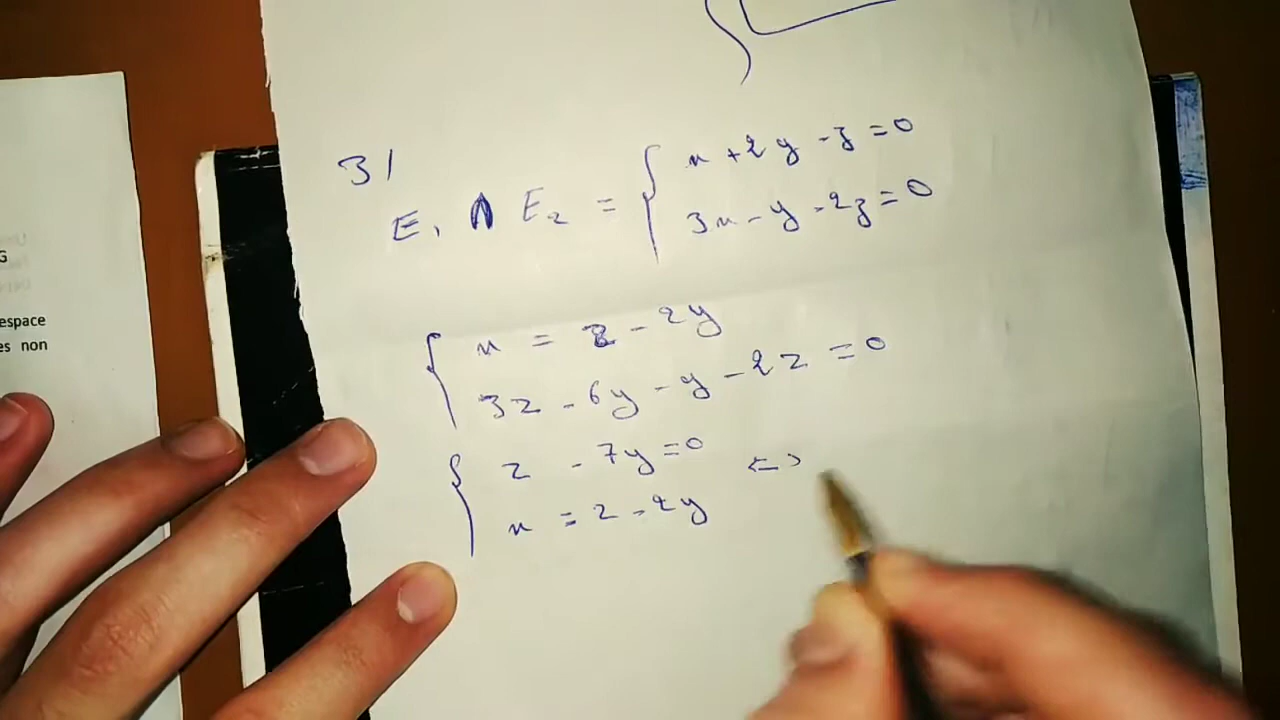 G
espace
es non
3/
E₁ ∩ E₂ = { x + 2y - z = 0
3x - y - 2z = 0
{ x = z - 2y
3z - 6y - y - 2z = 0
{ z - 7y = 0 <=>
x = z - 2y